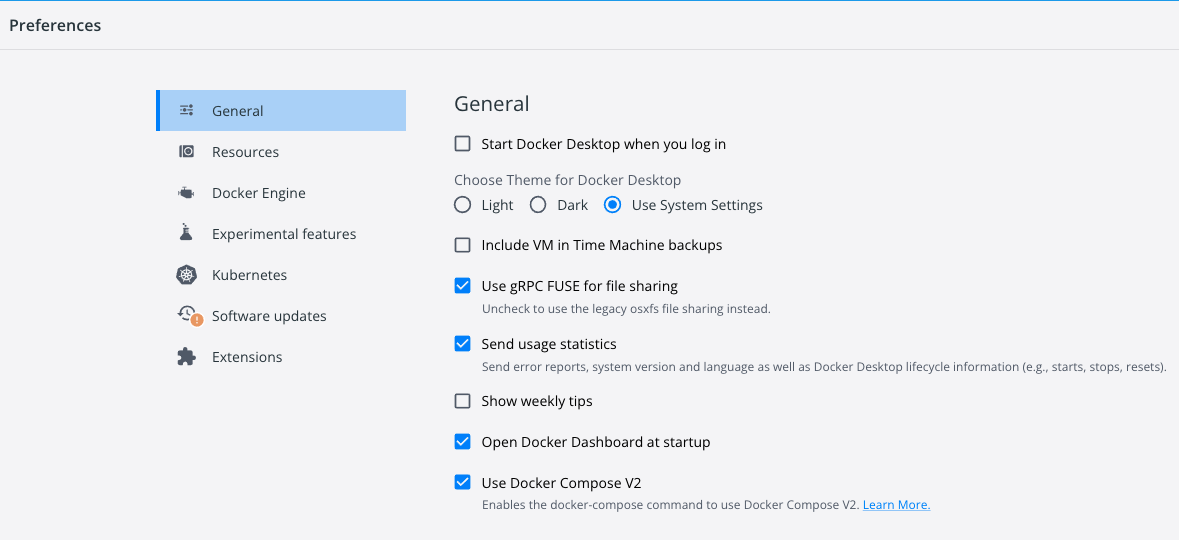 Preferences
General
Resources
Docker Engine
Experimental features
Kubernetes
Software updates
Extensions
General
Start Docker Desktop when you log in
Choose Theme for Docker Desktop
Light Dark Use System Settings
Include VM in Time Machine backups
Use gRPC FUSE for file sharing
Uncheck to use the legacy osxfs file sharing instead.
Send usage statistics
Send error reports, system version and language as well as Docker Desktop lifecycle information (e.g., starts, stops, resets).
Show weekly tips
Open Docker Dashboard at startup
Use Docker Compose V2
Enables the docker-compose command to use Docker Compose V2. Learn More.